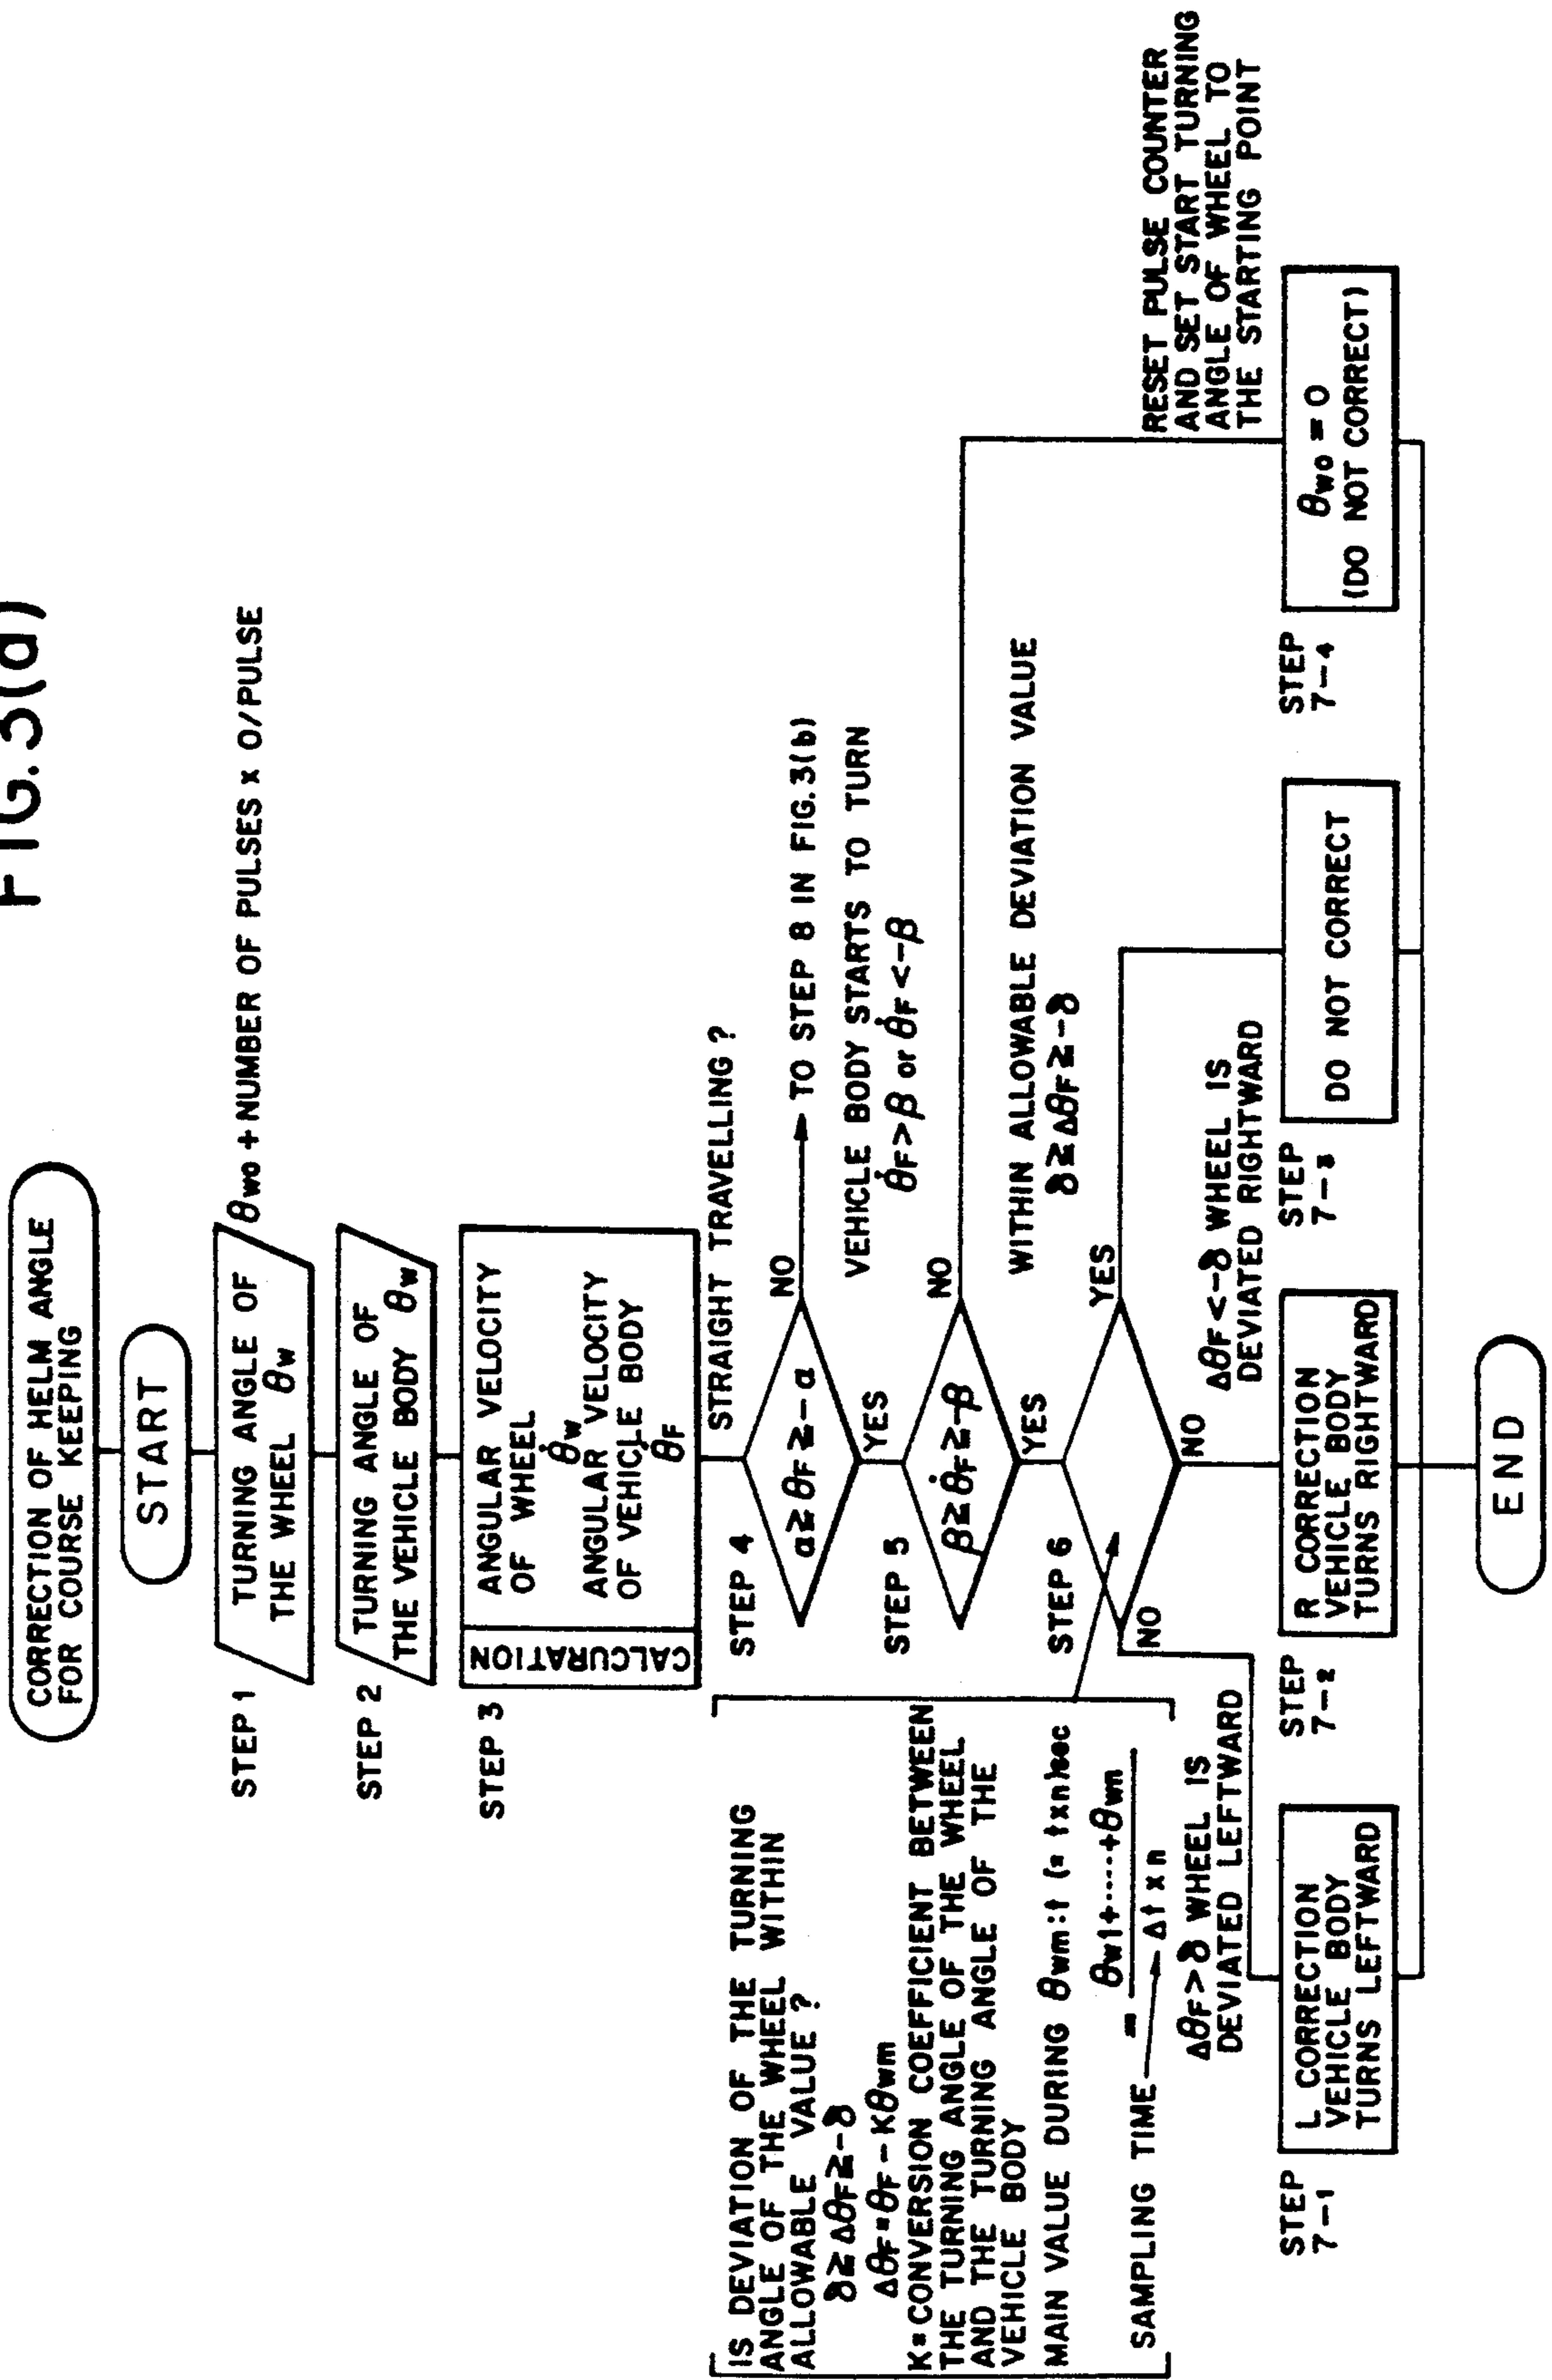 FIG. 3(a)
CORRECTION OF HELM ANGLE
FOR COURSE KEEPING
START
STEP 1
TURNING ANGLE OF
THE WHEEL θw
θwo + NUMBER OF PULSES x 0/PULSE
STEP 2
TURNING ANGLE OF
THE VEHICLE BODY θw
STEP 3
CALCURATION
ANGULAR VELOCITY
OF WHEEL
θ̇w
ANGULAR VELOCITY
OF VEHICLE BODY
θ̇F
STRAIGHT TRAVELLING ?
STEP 4
α ≧ θF ≧ -α
NO
TO STEP 8 IN FIG. 3(b)
YES
VEHICLE BODY STARTS TO TURN
θ̇F > β or θ̇F < -β
STEP 5
β ≧ θ̇F ≧ -β
NO
YES
WITHIN ALLOWABLE DEVIATION VALUE
δ ≧ ΔθF ≧ -δ
STEP 6
YES
NO
NO
IS DEVIATION OF THE TURNING
ANGLE OF THE WHEEL WITHIN
ALLOWABLE VALUE ?
δ ≧ ΔθF ≧ -δ
ΔθF = θF - Kθwm
K = CONVERSION COEFFICIENT BETWEEN
THE TURNING ANGLE OF THE WHEEL
AND THE TURNING ANGLE OF THE
VEHICLE BODY
MAIN VALUE DURING θwm : t (= t x n) sec
= θw1 + ---- + θwn
SAMPLING TIME Δt x n
ΔθF > δ WHEEL IS
DEVIATED LEFTWARD
ΔθF < -δ WHEEL IS
DEVIATED RIGHTWARD
RESET PULSE COUNTER
AND SET START TURNING
ANGLE OF WHEEL TO
THE STARTING POINT
STEP
7-1
L CORRECTION
VEHICLE BODY
TURNS LEFTWARD
STEP
7-2
R CORRECTION
VEHICLE BODY
TURNS RIGHTWARD
STEP
7-3
DO NOT CORRECT
STEP
7-4
θwo = 0
(DO NOT CORRECT)
END